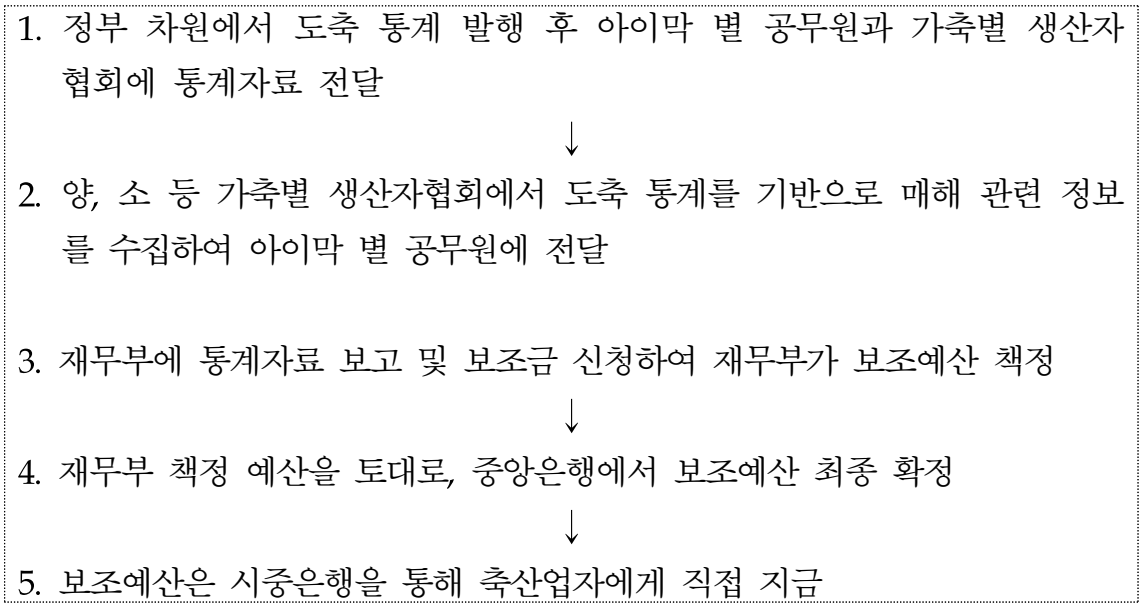 1. 정부 차원에서 도축 통계 발행 후 아이막 별 공무원과 가축별 생산자
협회에 통계자료 전달
↓
2. 양, 소 등 가축별 생산자협회에서 도축 통계를 기반으로 매해 관련 정보
를 수집하여 아이막 별 공무원에 전달
3. 재무부에 통계자료 보고 및 보조금 신청하여 재무부가 보조예산 책정
↓
4. 재무부 책정 예산을 토대로, 중앙은행에서 보조예산 최종 확정
↓
5. 보조예산은 시중은행을 통해 축산업자에게 직접 지금